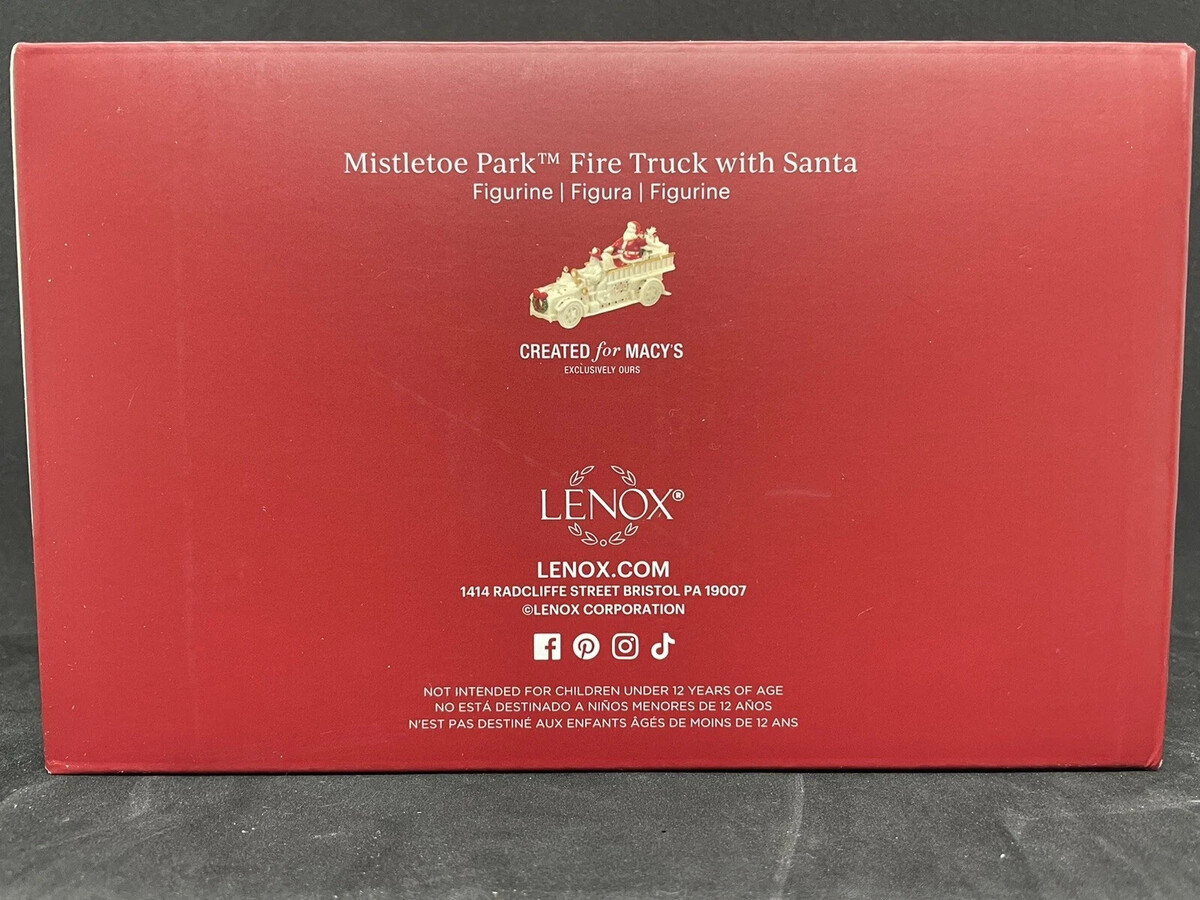 Mistletoe Park™ Fire Truck with Santa
Figurine | Figura | Figurine
CREATED for MACY'S
EXCLUSIVELY OURS
LENOX®
LENOX.COM
1414 RADCLIFFE STREET BRISTOL PA 19007
©LENOX CORPORATION
NOT INTENDED FOR CHILDREN UNDER 12 YEARS OF AGE
NO ESTÁ DESTINADO A NIÑOS MENORES DE 12 AÑOS
N'EST PAS DESTINÉ AUX ENFANTS ÂGÉS DE MOINS DE 12 ANS